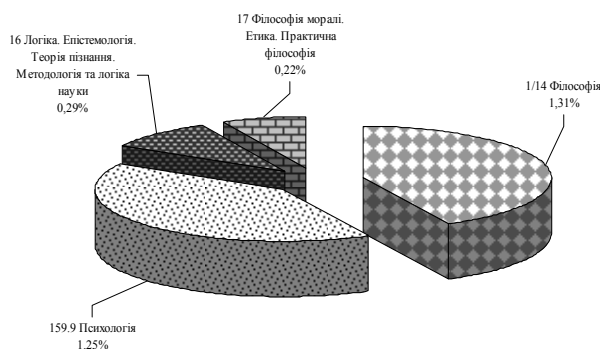 17 Філософія моралі.
Етика. Практична
філософія
0,22%
16 Логіка. Епістемологія.
Теорія пізнання.
Методологія та логіка
науки
0,29%
1/14 Філософія
1,31%
159.9 Психологія
1,25%